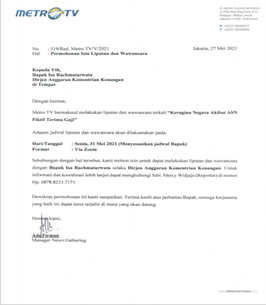 METRO TV
No : 519/Red. Metro TV/V/2021
Jakarta, 27 Mei 2021
Hal : Permohonan Izin Liputan dan Wawancara
Kepada Yth,
Bapak Isa Rachmatarwata
Dirjen Anggaran Kementrian Keuangan
di Tempat
Dengan hormat,
Metro TV bermaksud melakukan liputan dan wawancara terkait "Kerugian Negara Akibat ASN
Fiktif Terima Gaji"
Adapun jadwal liputan dan wawancara akan dilaksanakan pada:
Hari/Tanggal : Senin, 31 Mei 2021 (Menyesuaikan jadwal Bapak)
Format : Via Zoom
Sehubungan dengan hal tersebut, kami mohon izin untuk dapat melakukan liputan dan wawancara
dengan Bapak Isa Rachmatarwata selaku Dirjen Anggaran Kementrian Keuangan. Untuk
informasi dan koordinasi lebih lanjut dapat menghubungi Sdri. Mercy Widjaja (Reporter) di nomor
Hp. 0878.8231.7171
Demikian permohonan ini kami sampaikan. Terima kasih atas perhatian Bapak, semoga kerjasama
yang baik ini dapat terus terjalin di masa yang akan datang.
Hormat kami,
Adi Firman
Manager News Gathering